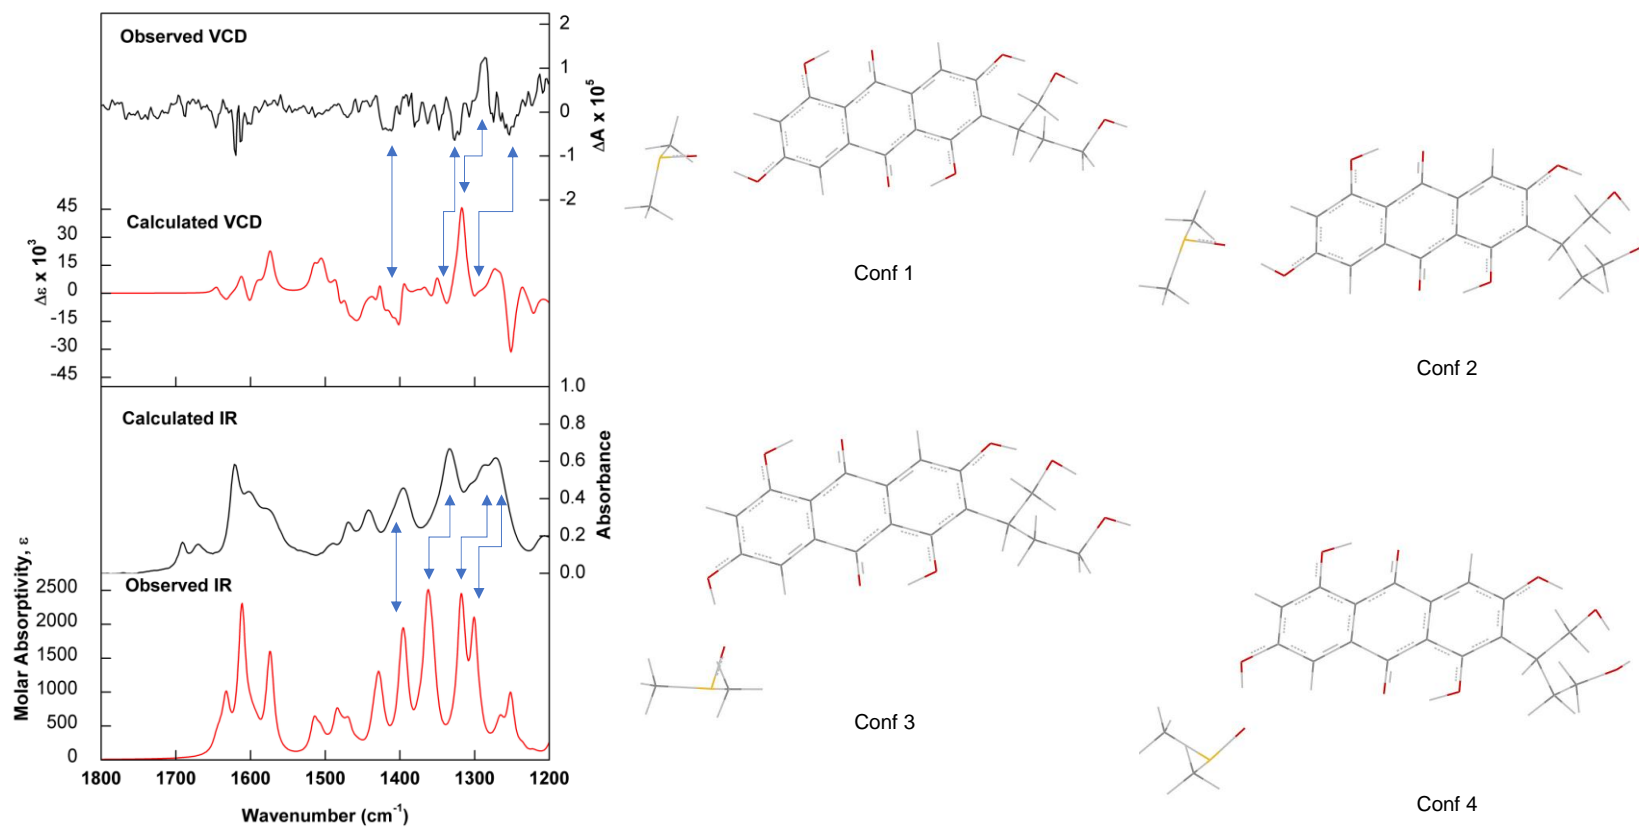 Observed VCD
2
1
0
-1
-2
ΔA x 10⁵
Calculated VCD
45
30
15
0
-15
-30
-45
Δε x 10³
Calculated IR
1.0
0.8
0.6
0.4
0.2
0.0
Absorbance
Observed IR
2500
2000
1500
1000
500
0
Molar Absorptivity, ε
1800 1700 1600 1500 1400 1300 1200
Wavenumber (cm⁻¹)
Conf 1
Conf 2
Conf 3
Conf 4